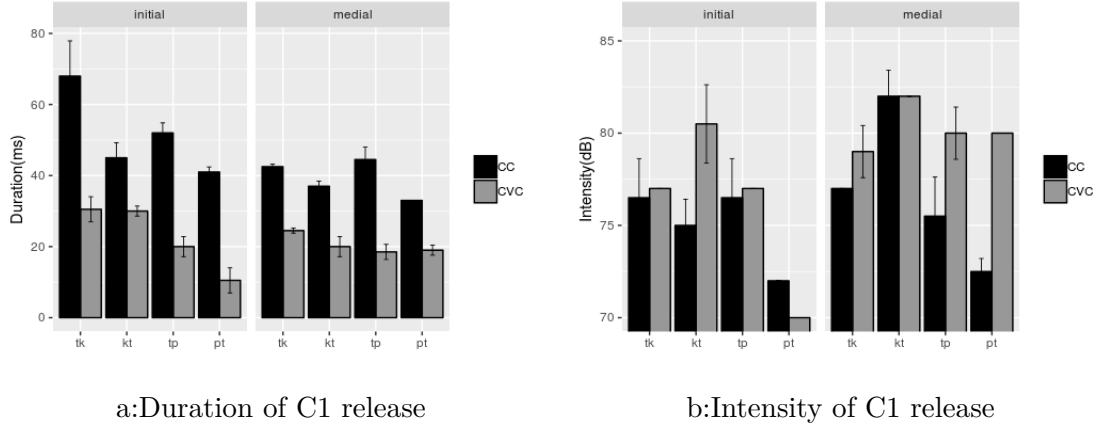 initial
medial
80
60
40
20
0
Duration(ms)
tk kt tp pt
tk kt tp pt
CC
CVC
a:Duration of C1 release
initial
medial
85
80
75
70
Intensity(dB)
tk kt tp pt
tk kt tp pt
CC
CVC
b:Intensity of C1 release